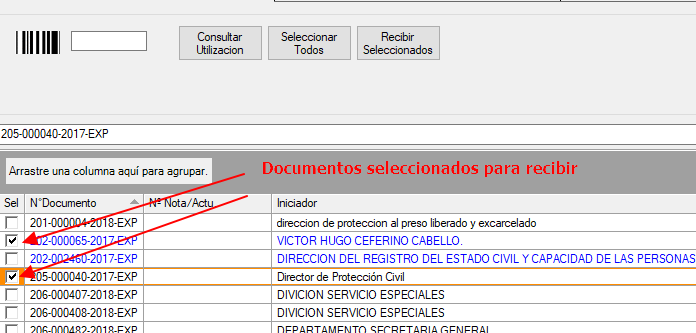 Consultar
Utilizacion
Seleccionar
Todos
Recibir
Seleccionados
205-000040-2017-EXP
Arrastre una columna aquí para agrupar.
Documentos seleccionados para recibir
Sel N°Documento Nº Nota/Actu Iniciador
201-000004-2018-EXP direccion de proteccion al preso liberado y excarcelado
202-000065-2017-EXP VICTOR HUGO CEFERINO CABELLO.
202-002460-2017-EXP DIRECCION DEL REGISTRO DEL ESTADO CIVIL Y CAPACIDAD DE LAS PERSONAS
205-000040-2017-EXP Director de Protección Civil
206-000407-2018-EXP DIVICION SERVICIO ESPECIALES
206-000408-2018-EXP DIVICION SERVICIO ESPECIALES
206-000482-2018-EXP DEPARTAMENTO SECRETARIA GENERAL